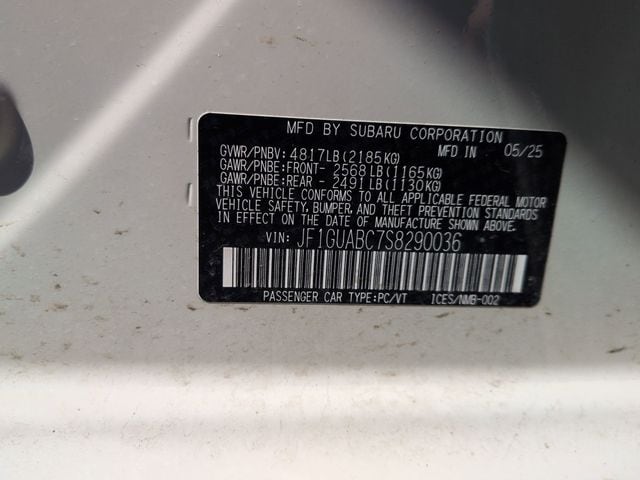 MFD BY SUBARU CORPORATION
GVWR/PNBV: 4817LB(2185KG) MFD IN 05/25
GAWR/PNBE:FRONT- 2568LB(1165KG)
GAWR/PNBE:REAR - 2491LB(1130KG)
THIS VEHICLE CONFORMS TO ALL APPLICABLE FEDERAL MOTOR
VEHICLE SAFETY, BUMPER, AND THEFT PREVENTION STANDARDS
IN EFFECT ON THE DATE OF MANUFACTURE SHOWN ABOVE.
VIN: JF1GUABC7S8290036
PASSENGER CAR TYPE:PC/VT ICES/NMB-002